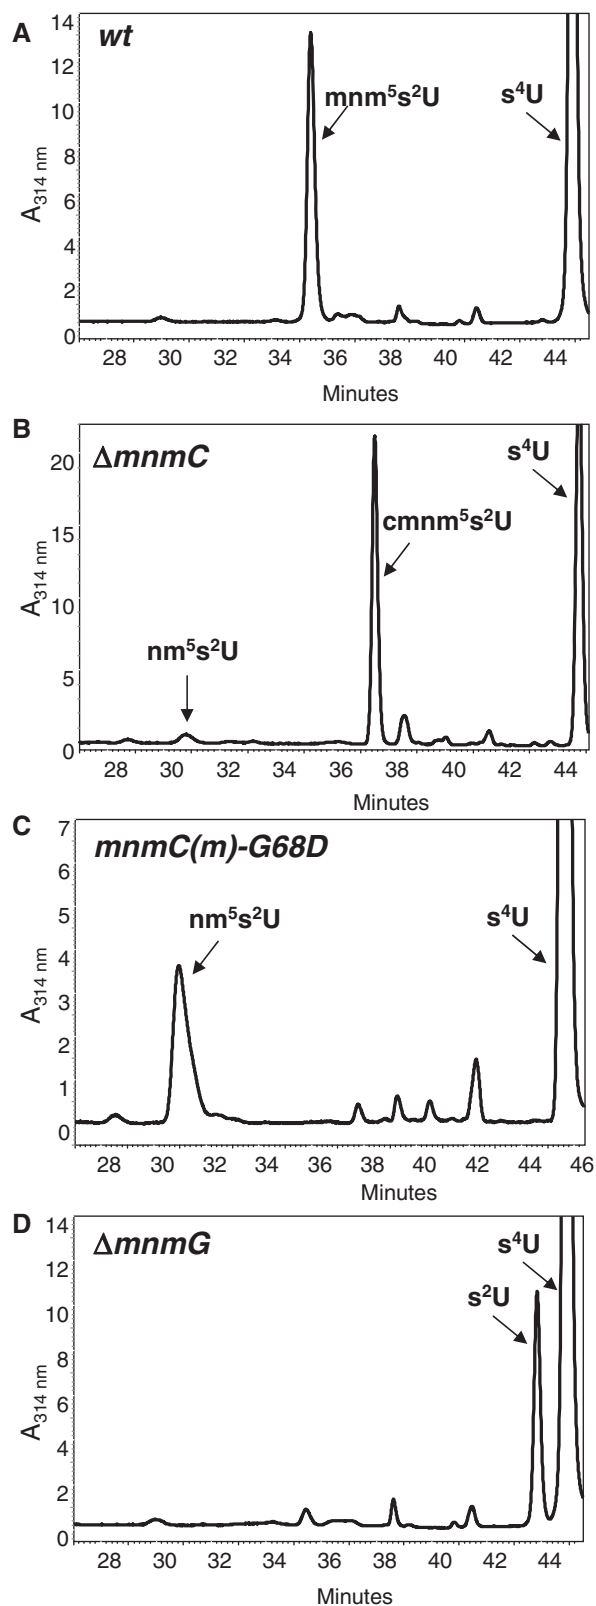 A
wt
14
12
10
8
6
4
2
0
A314 nm
mnm⁵s²U
s⁴U
28 30 32 34 36 38 40 42 44
Minutes
B
ΔmnmC
20
15
10
5
0
A314 nm
s⁴U
cmnm⁵s²U
nm⁵s²U
28 30 32 34 36 38 40 42 44
Minutes
C
mnmC(m)-G68D
7
6
5
4
3
2
1
0
A314 nm
nm⁵s²U
s⁴U
28 30 32 34 36 38 40 42 44 46
Minutes
D
ΔmnmG
14
12
10
8
6
4
2
0
A314 nm
s⁴U
s²U
28 30 32 34 36 38 40 42 44
Minutes